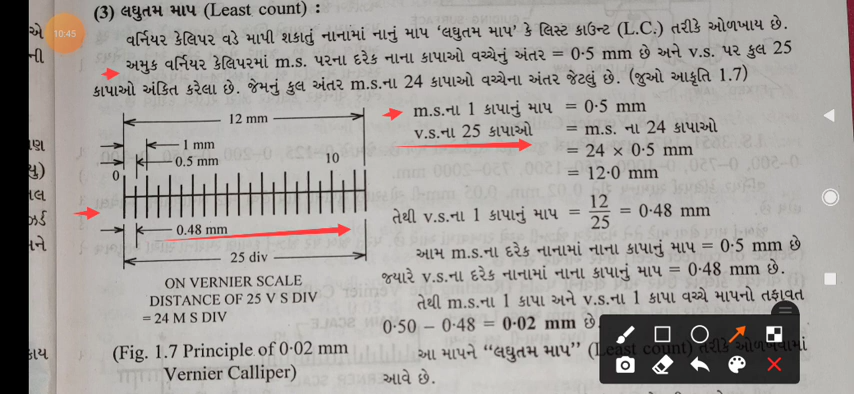 10:45
(3) લઘુતમ માપ (Least count) :
વર્નિયર કેલિપર વડે માપી શકાતું નાનામાં નાનું માપ 'લઘુતમ માપ' કે લિસ્ટ કાઉન્ટ (L.C.) તરીકે ઓળખાય છે.
અમુક વર્નિયર કેલિપરમાં m.s. પરના દરેક નાના કાપાઓ વચ્ચેનું અંતર = 0·5 mm છે અને v.s. પર કુલ 25
કાપાઓ અંકિત કરેલા છે. જેમનું કુલ અંતર m.s.ના 24 કાપાઓ વચ્ચેના અંતર જેટલું છે. (જુઓ આકૃતિ 1.7)
12 mm
1 mm
0.5 mm
0
10
0.48 mm
25 div
ON VERNIER SCALE
DISTANCE OF 25 V S DIV
= 24 M S DIV
(Fig. 1.7 Principle of 0·02 mm
Vernier Calliper)
m.s.ના 1 કાપાનું માપ = 0·5 mm
v.s.ના 25 કાપાઓ = m.s. ના 24 કાપાઓ
= 24 × 0·5 mm
= 12·0 mm
તેથી v.s.ના 1 કાપાનું માપ = 12/25 = 0·48 mm
આમ m.s.ના દરેક નાનામાં નાના કાપાનું માપ = 0·5 mm છે
જ્યારે v.s.ના દરેક નાનામાં નાના કાપાનું માપ = 0·48 mm છે.
તેથી m.s.ના 1 કાપા અને v.s.ના 1 કાપા વચ્ચે માપનો તફાવત
0·50 – 0·48 = 0·02 mm છે.
આ માપને "લઘુતમ માપ" (Least count) તરીકે ઓળખવામાં
આવે છે.